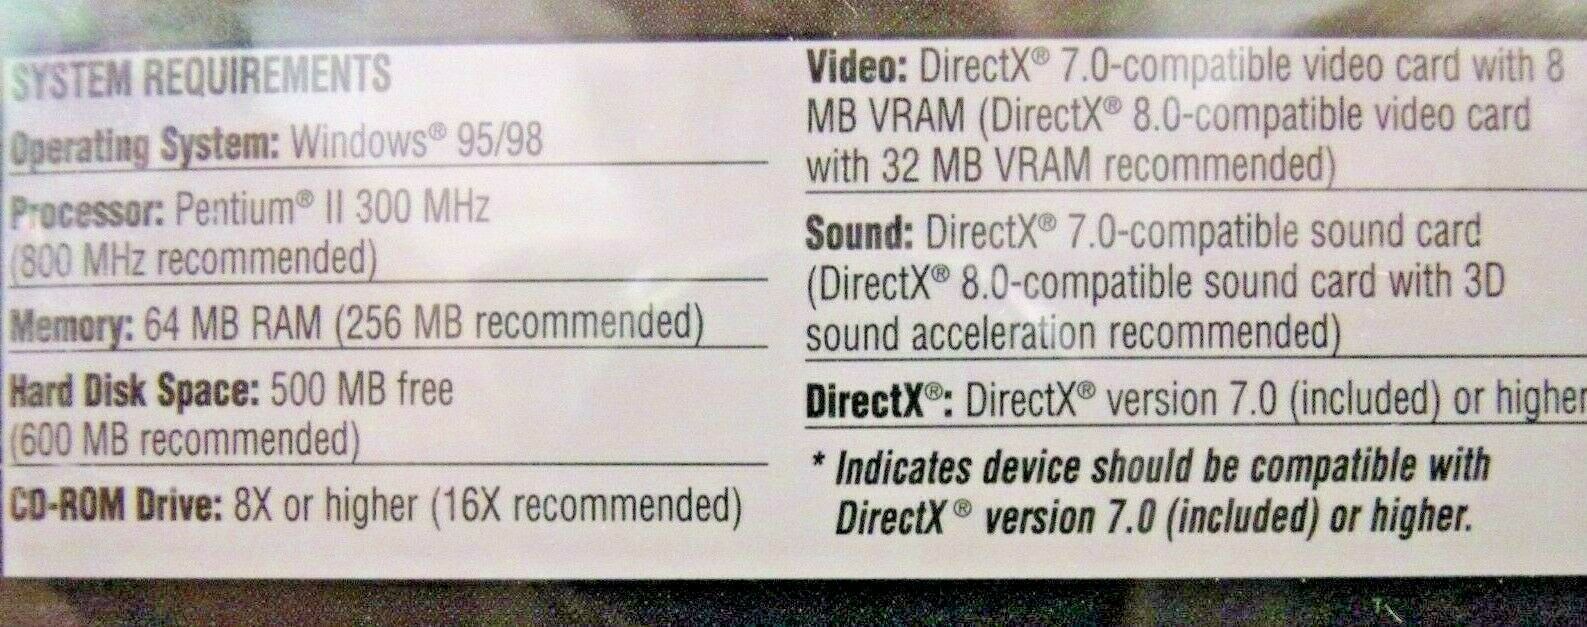 SYSTEM REQUIREMENTS
Operating System: Windows® 95/98
Processor: Pentium® II 300 MHz
(800 MHz recommended)
Memory: 64 MB RAM (256 MB recommended)
Hard Disk Space: 500 MB free
(600 MB recommended)
CD-ROM Drive: 8X or higher (16X recommended)
Video: DirectX® 7.0-compatible video card with 8
MB VRAM (DirectX® 8.0-compatible video card
with 32 MB VRAM recommended)
Sound: DirectX® 7.0-compatible sound card
(DirectX® 8.0-compatible sound card with 3D
sound acceleration recommended)
DirectX®: DirectX® version 7.0 (included) or higher
* Indicates device should be compatible with
DirectX® version 7.0 (included) or higher.